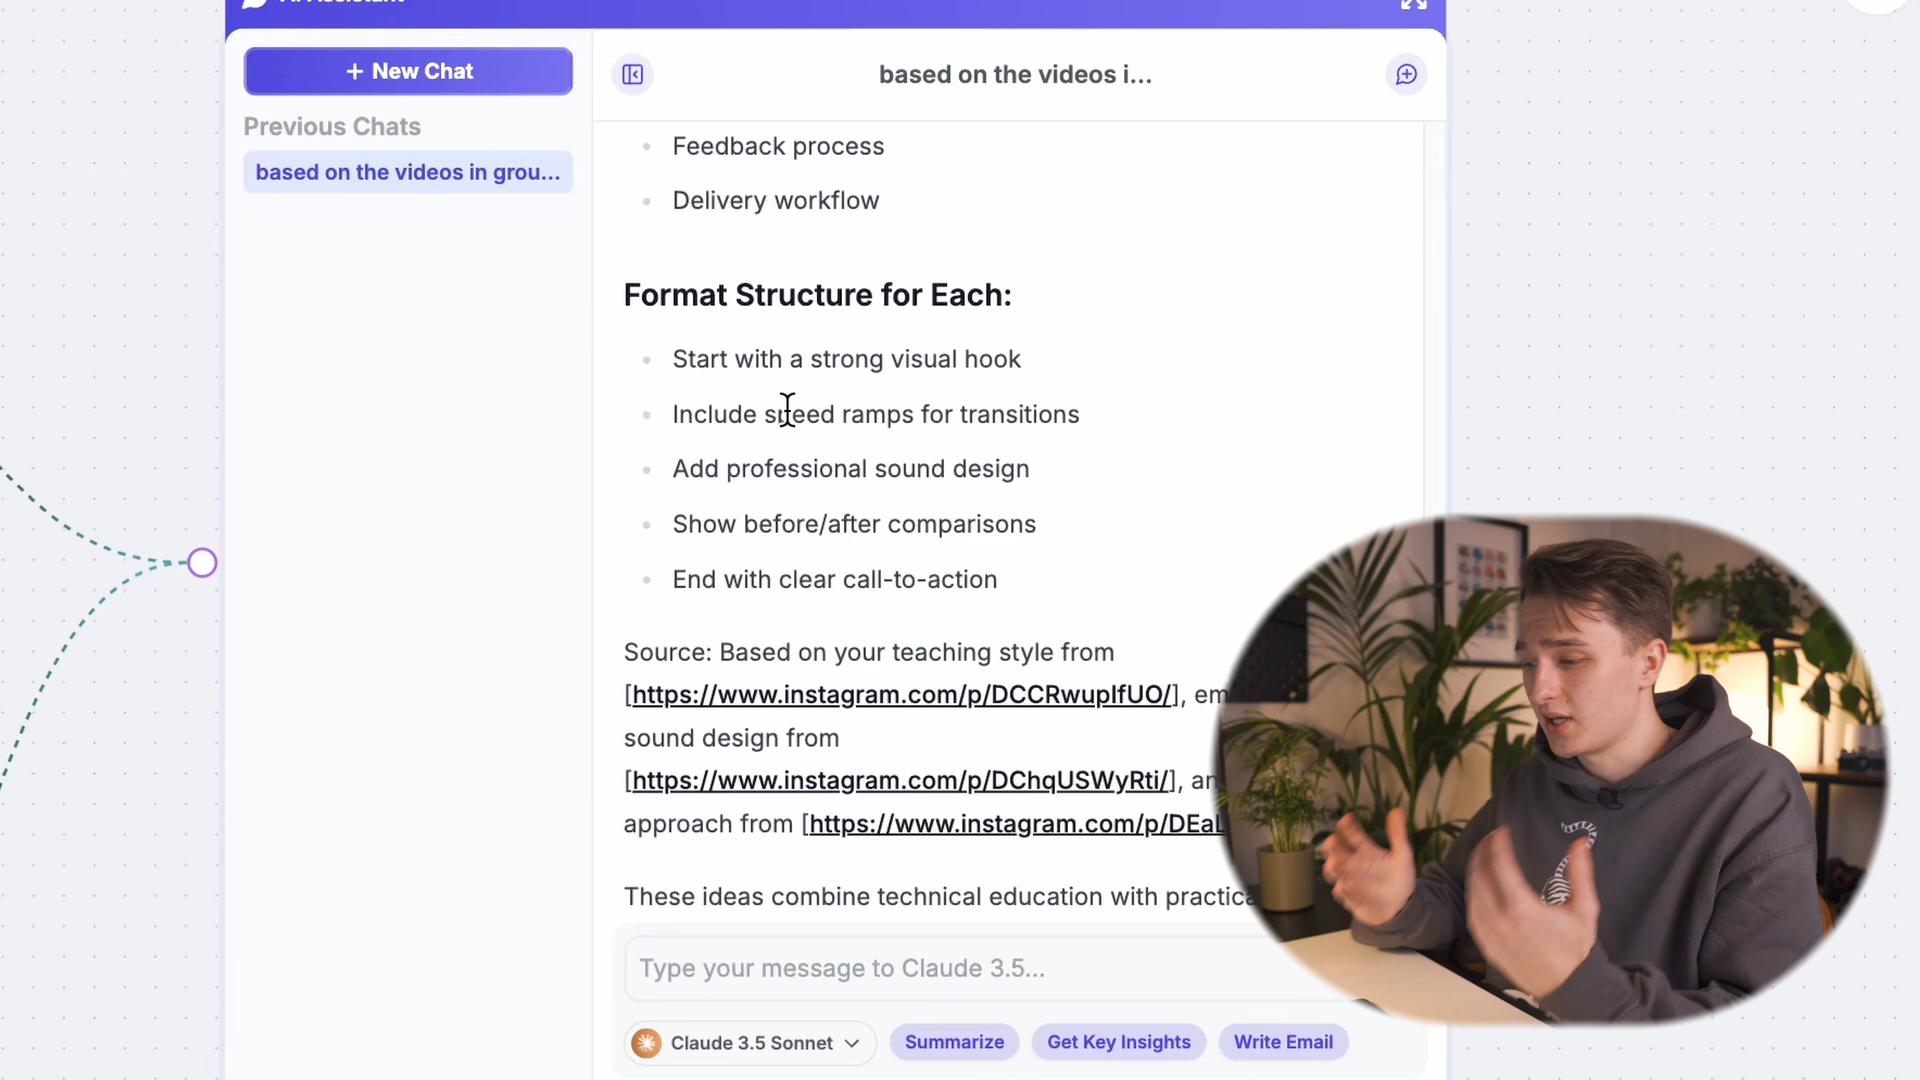 + New Chat
Previous Chats
based on the videos in grou...
based on the videos i...
Feedback process
Delivery workflow
Format Structure for Each:
Start with a strong visual hook
Include speed ramps for transitions
Add professional sound design
Show before/after comparisons
End with clear call-to-action
Source: Based on your teaching style from
[https://www.instagram.com/p/DCCRwupIfUO/], em
sound design from
[https://www.instagram.com/p/DChqUSWyRti/], an
approach from [https://www.instagram.com/p/DEaL
These ideas combine technical education with practica
Type your message to Claude 3.5...
Claude 3.5 Sonnet
Summarize
Get Key Insights
Write Email